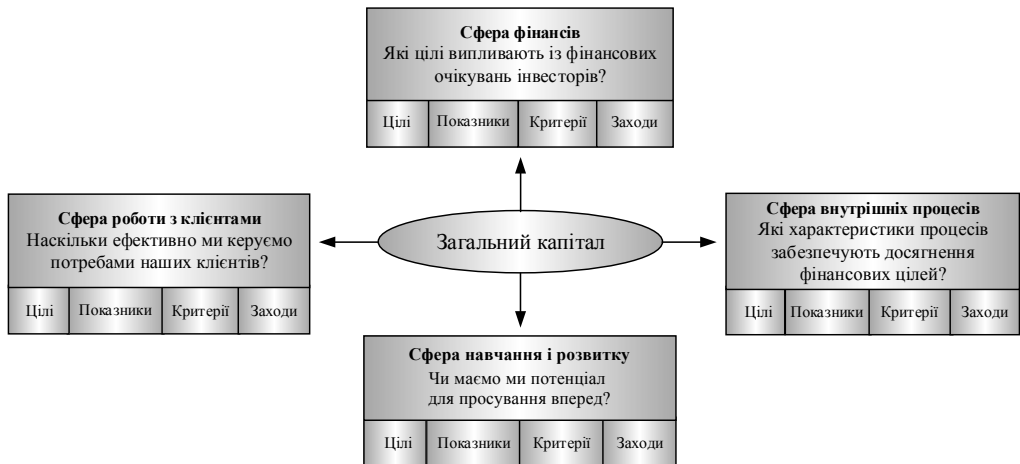 Сфера фінансів
Які цілі випливають із фінансових
очікувань інвесторів?
Цілі Показники Критерії Заходи
Сфера роботи з клієнтами
Наскільки ефективно ми керуємо
потребами наших клієнтів?
Цілі Показники Критерії Заходи
Загальний капітал
Сфера внутрішніх процесів
Які характеристики процесів
забезпечують досягнення
фінансових цілей?
Цілі Показники Критерії Заходи
Сфера навчання і розвитку
Чи маємо ми потенціал
для просування вперед?
Цілі Показники Критерії Заходи